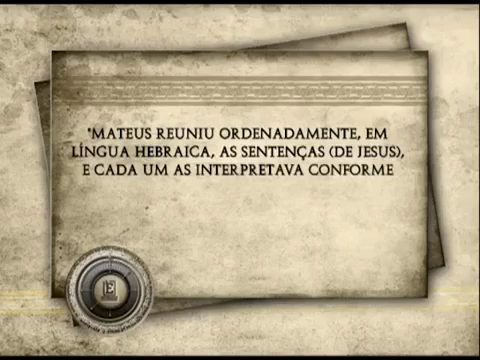 "MATEUS REUNIU ORDENADAMENTE, EM
LÍNGUA HEBRAICA, AS SENTENÇAS (DE JESUS),
E CADA UM AS INTERPRETAVA CONFORME
E